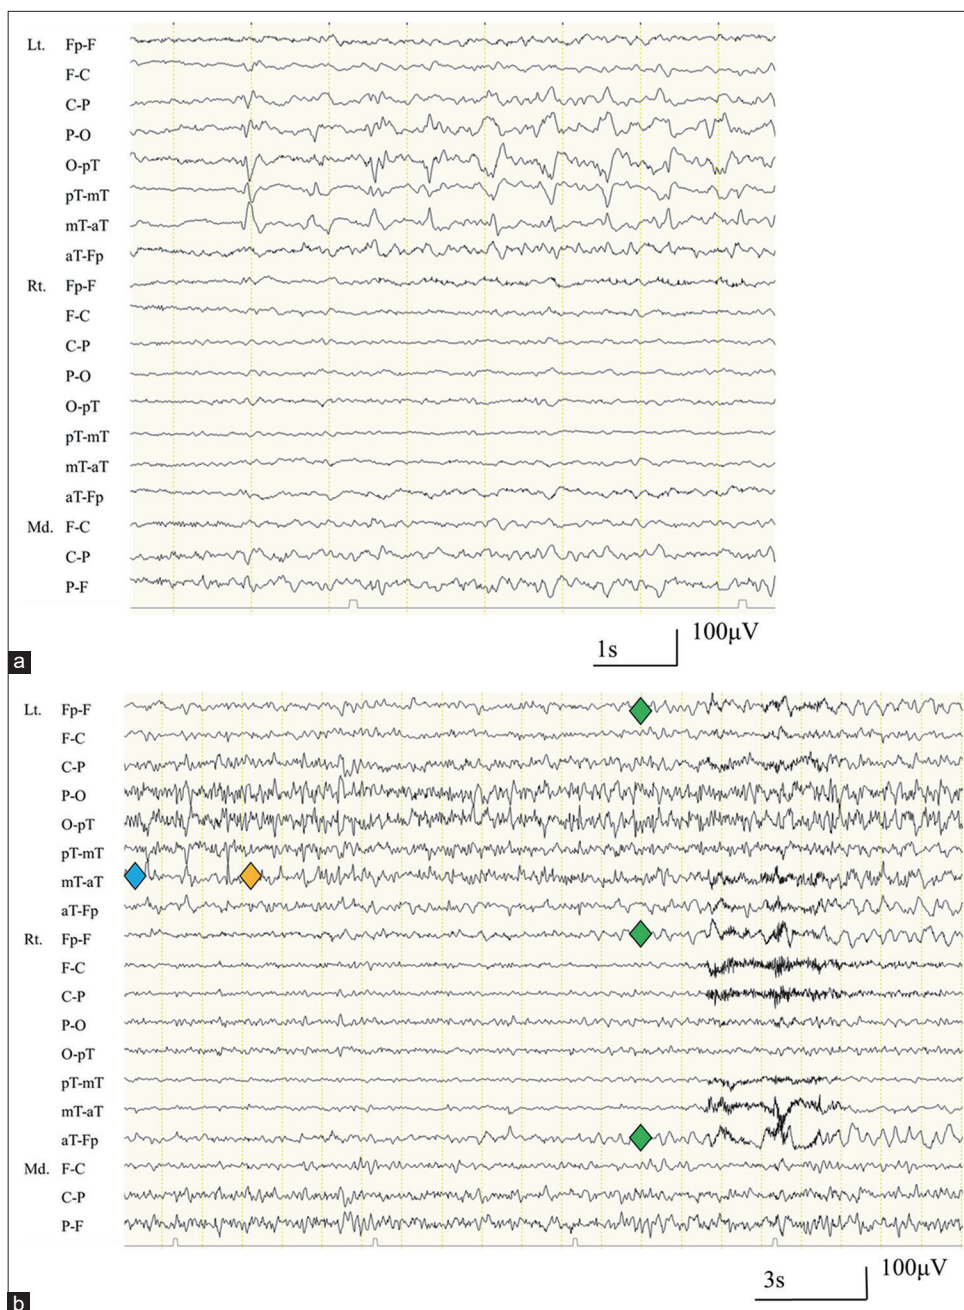 Lt. Fp-F
F-C
C-P
P-O
O-pT
pT-mT
mT-aT
aT-Fp
Rt. Fp-F
F-C
C-P
P-O
O-pT
pT-mT
mT-aT
aT-Fp
Md. F-C
C-P
P-F
1s 100µV
a
Lt. Fp-F
F-C
C-P
P-O
O-pT
pT-mT
mT-aT
aT-Fp
Rt. Fp-F
F-C
C-P
P-O
O-pT
pT-mT
mT-aT
aT-Fp
Md. F-C
C-P
P-F
3s 100µV
b